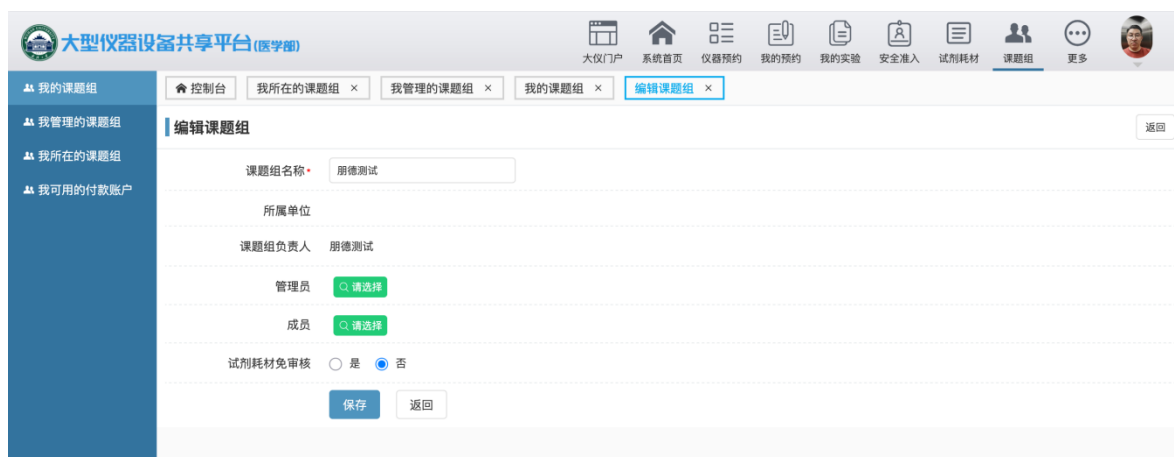 大型仪器设备共享平台(医学部)
大仪门户 系统首页 仪器预约 我的预约 我的实验 安全准入 试剂耗材 课题组 更多
我的课题组
我管理的课题组
我所在的课题组
我可用的付款账户
控制台 我所在的课题组 × 我管理的课题组 × 我的课题组 × 编辑课题组 ×
编辑课题组 返回
课题组名称* 朋德测试
所属单位
课题组负责人 朋德测试
管理员 请选择
成员 请选择
试剂耗材免审核 是 否
保存 返回